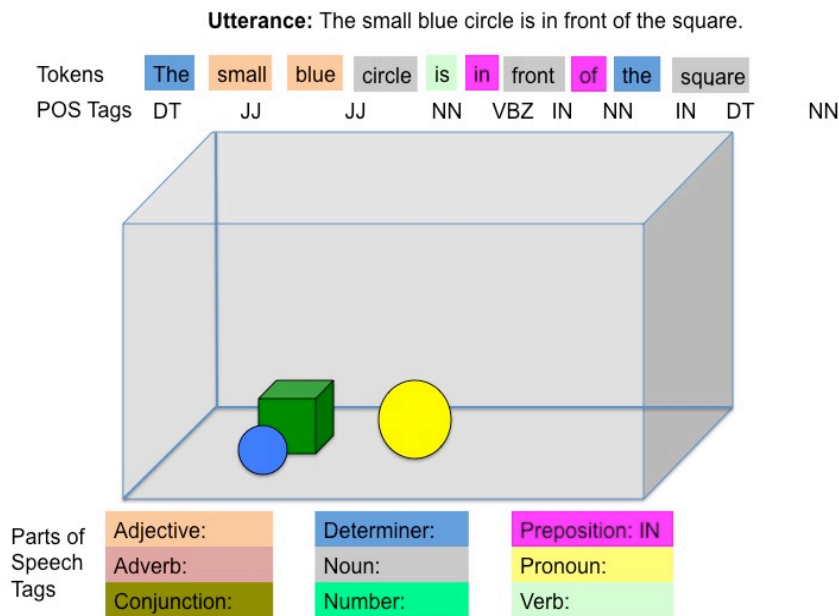 Utterance: The small blue circle is in front of the square.
Tokens The small blue circle is in front of the square
POS Tags DT JJ JJ NN VBZ IN NN IN DT NN
Parts of Speech Tags
Adjective: Determiner: Preposition: IN
Adverb: Noun: Pronoun:
Conjunction: Number: Verb: